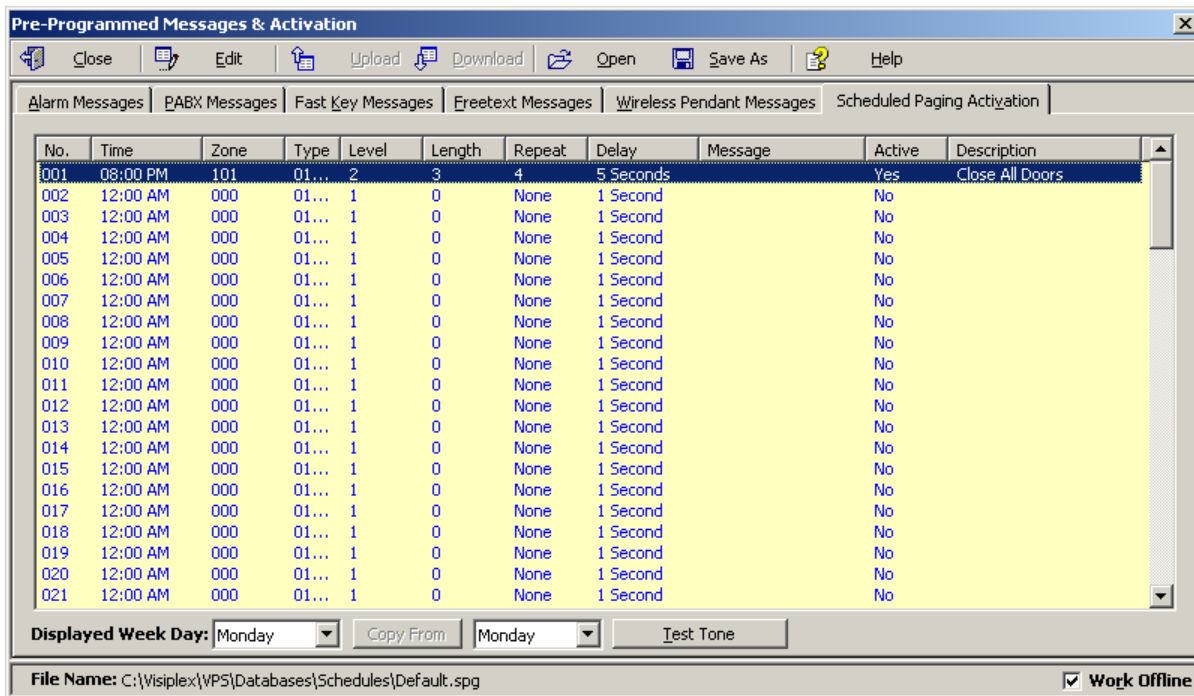 Pre-Programmed Messages & Activation
Close Edit Upload Download Open Save As Help
Alarm Messages PABX Messages Fast Key Messages Freetext Messages Wireless Pendant Messages Scheduled Paging Activation
No. Time Zone Type Level Length Repeat Delay Message Active Description
001 08:00 PM 101 01... 2 3 4 5 Seconds Yes Close All Doors
002 12:00 AM 000 01... 1 0 None 1 Second No
003 12:00 AM 000 01... 1 0 None 1 Second No
004 12:00 AM 000 01... 1 0 None 1 Second No
005 12:00 AM 000 01... 1 0 None 1 Second No
006 12:00 AM 000 01... 1 0 None 1 Second No
007 12:00 AM 000 01... 1 0 None 1 Second No
008 12:00 AM 000 01... 1 0 None 1 Second No
009 12:00 AM 000 01... 1 0 None 1 Second No
010 12:00 AM 000 01... 1 0 None 1 Second No
011 12:00 AM 000 01... 1 0 None 1 Second No
012 12:00 AM 000 01... 1 0 None 1 Second No
013 12:00 AM 000 01... 1 0 None 1 Second No
014 12:00 AM 000 01... 1 0 None 1 Second No
015 12:00 AM 000 01... 1 0 None 1 Second No
016 12:00 AM 000 01... 1 0 None 1 Second No
017 12:00 AM 000 01... 1 0 None 1 Second No
018 12:00 AM 000 01... 1 0 None 1 Second No
019 12:00 AM 000 01... 1 0 None 1 Second No
020 12:00 AM 000 01... 1 0 None 1 Second No
021 12:00 AM 000 01... 1 0 None 1 Second No
Displayed Week Day: Monday Copy From Monday Test Tone
File Name: C:\Visiplex\VPS\Databases\Schedules\Default.spg Work Offline